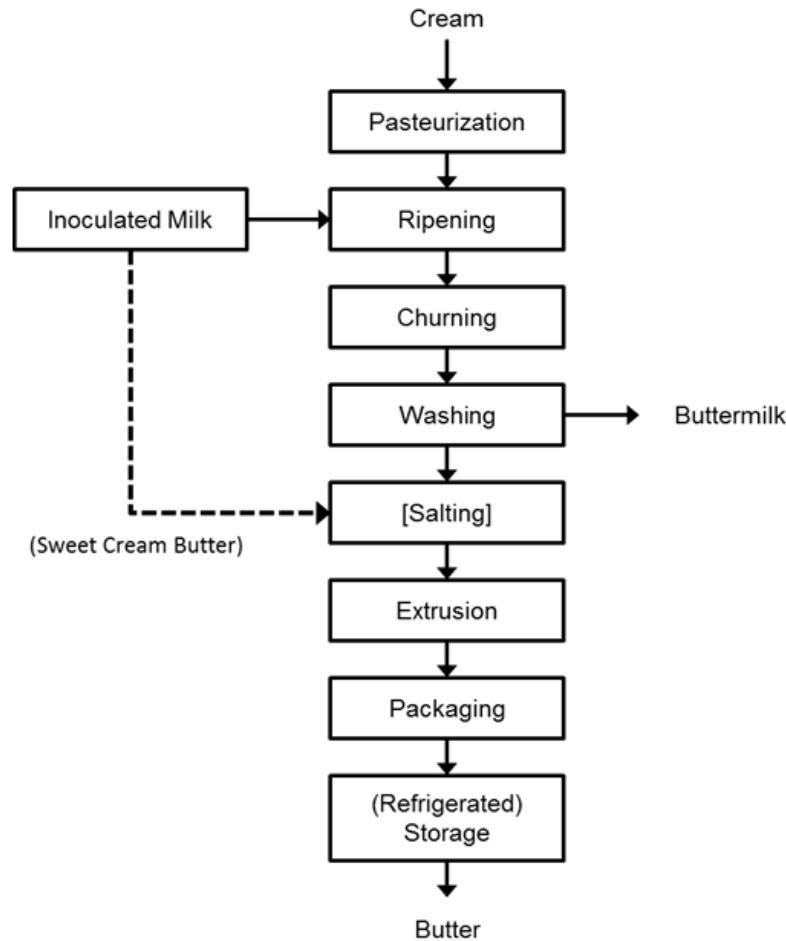 Cream
Pasteurization
Inoculated Milk
Ripening
Churning
Washing
Buttermilk
[Salting]
(Sweet Cream Butter)
Extrusion
Packaging
(Refrigerated)
Storage
Butter